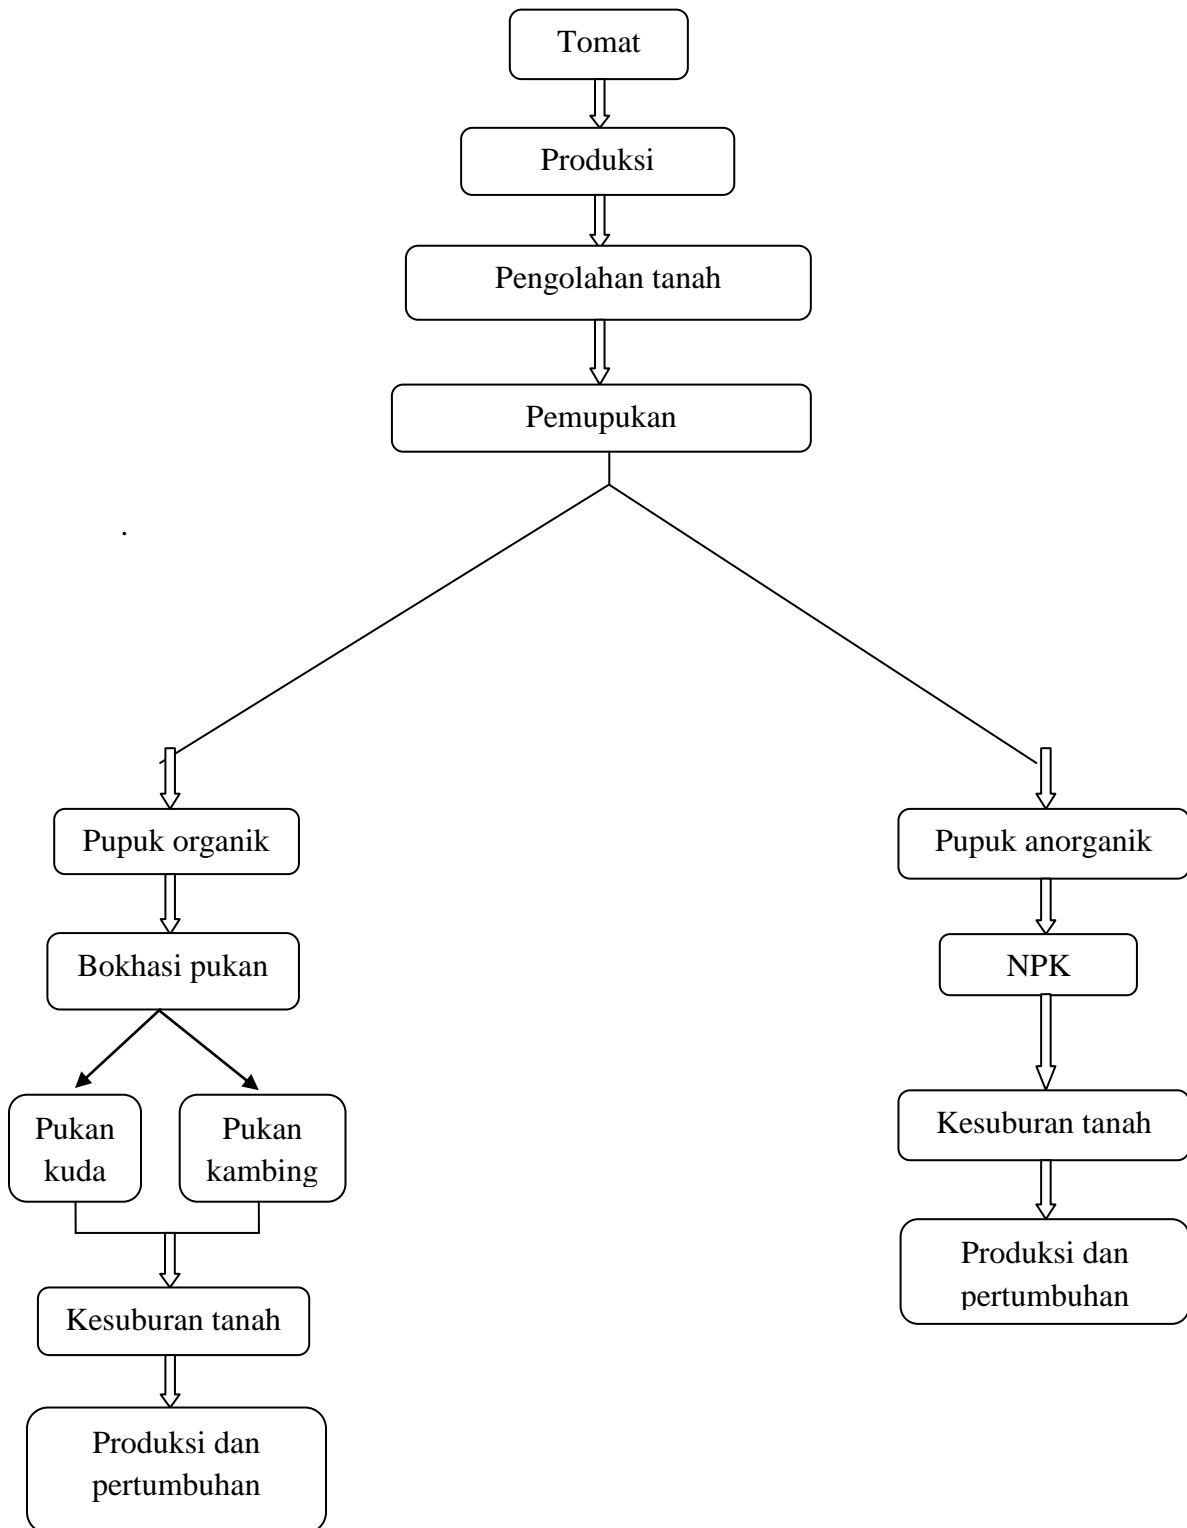 Tomat
Produksi
Pengolahan tanah
Pemupukan
.
Pupuk organik
Pupuk anorganik
Bokhasi pukan
NPK
Pukan
kuda
Pukan
kambing
Kesuburan tanah
Produksi dan
pertumbuhan
Kesuburan tanah
Produksi dan
pertumbuhan